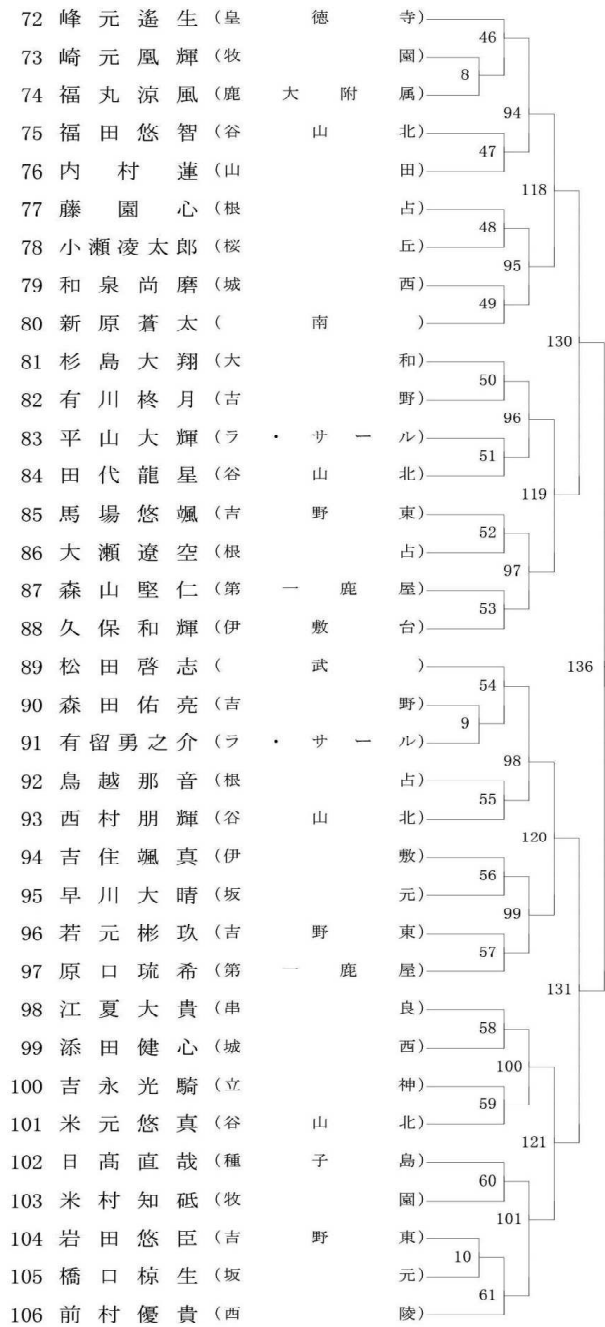 72 峰元遙生(皇徳寺)
46
73 崎元凰輝(牧園)
8
74 福丸涼風(鹿大附属)
94
75 福田悠智(谷山北)
47
76 内村蓮(山田)
118
77 藤園心(根占)
48
78 小瀬凌太郎(桜丘)
95
79 和泉尚磨(城西)
49
80 新原蒼太(南)
130
81 杉島大翔(大和)
50
82 有川柊月(吉野)
96
83 平山大輝(ラ・サール)
51
84 田代龍星(谷山北)
119
85 馬場悠颯(吉野東)
52
86 大瀬遼空(根占)
97
87 森山堅仁(第一鹿屋)
53
88 久保和輝(伊敷台)
89 松田啓志(武)
136
54
90 森田佑亮(吉野)
9
91 有留勇之介(ラ・サール)
98
92 鳥越那音(根占)
55
93 西村朋輝(谷山北)
120
94 吉住颯真(伊敷)
56
95 早川大晴(坂元)
99
96 若元彬玖(吉野東)
57
97 原口琉希(第一鹿屋)
131
98 江夏大貴(串良)
58
99 添田健心(城西)
100
100 吉永光騎(立神)
59
101 米元悠真(谷山北)
121
102 日髙直哉(種子島)
60
103 米村知砥(牧園)
101
104 岩田悠臣(吉野東)
10
105 橋口椋生(坂元)
61
106 前村優貴(西陵)